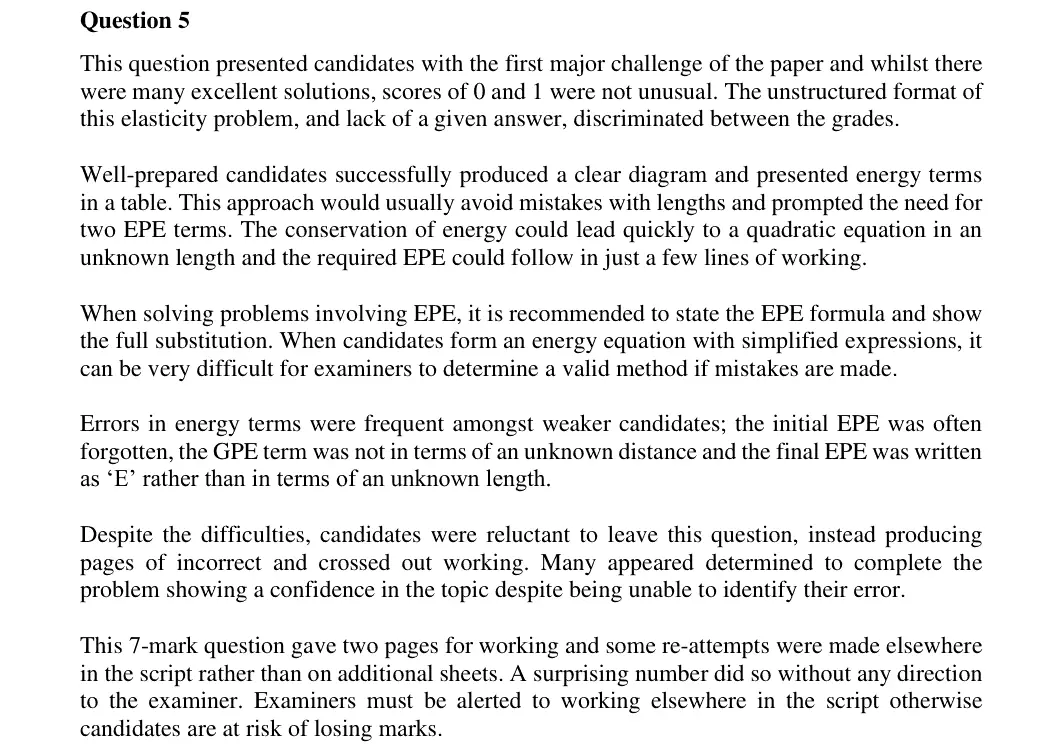 Question 5
This question presented candidates with the first major challenge of the paper and whilst there
were many excellent solutions, scores of 0 and 1 were not unusual. The unstructured format of
this elasticity problem, and lack of a given answer, discriminated between the grades.
Well-prepared candidates successfully produced a clear diagram and presented energy terms
in a table. This approach would usually avoid mistakes with lengths and prompted the need for
two EPE terms. The conservation of energy could lead quickly to a quadratic equation in an
unknown length and the required EPE could follow in just a few lines of working.
When solving problems involving EPE, it is recommended to state the EPE formula and show
the full substitution. When candidates form an energy equation with simplified expressions, it
can be very difficult for examiners to determine a valid method if mistakes are made.
Errors in energy terms were frequent amongst weaker candidates; the initial EPE was often
forgotten, the GPE term was not in terms of an unknown distance and the final EPE was written
as ‘E’ rather than in terms of an unknown length.
Despite the difficulties, candidates were reluctant to leave this question, instead producing
pages of incorrect and crossed out working. Many appeared determined to complete the
problem showing a confidence in the topic despite being unable to identify their error.
This 7-mark question gave two pages for working and some re-attempts were made elsewhere
in the script rather than on additional sheets. A surprising number did so without any direction
to the examiner. Examiners must be alerted to working elsewhere in the script otherwise
candidates are at risk of losing marks.